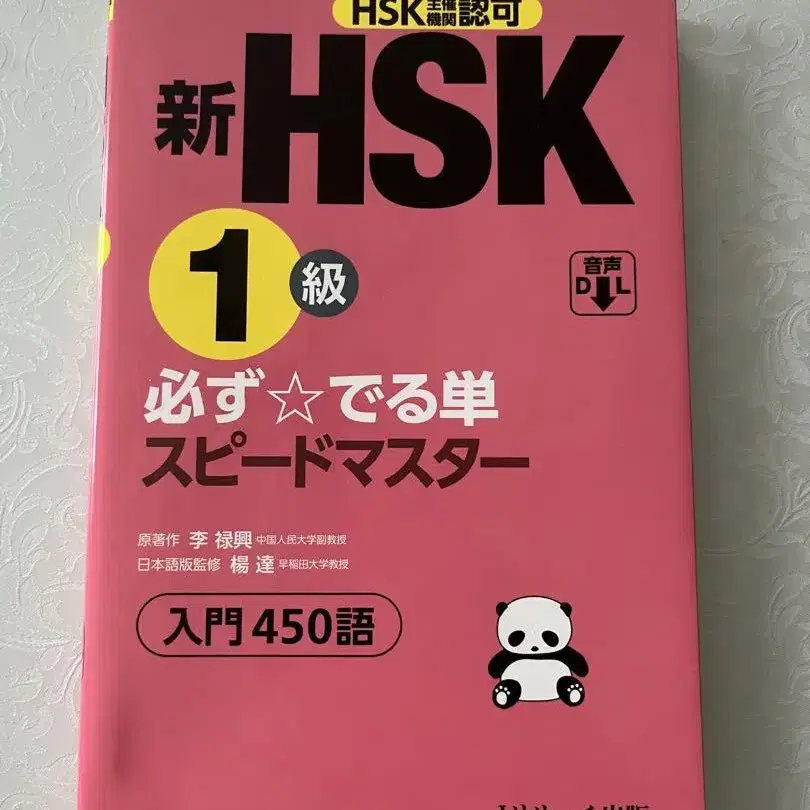 HSK主催機関認可
新HSK
1級
音声
DL
必ず☆でる単
スピードマスター
原著作 李 禄興 中国人民大学副教授
日本語版監修 楊 達 早稲田大学教授
入門450語